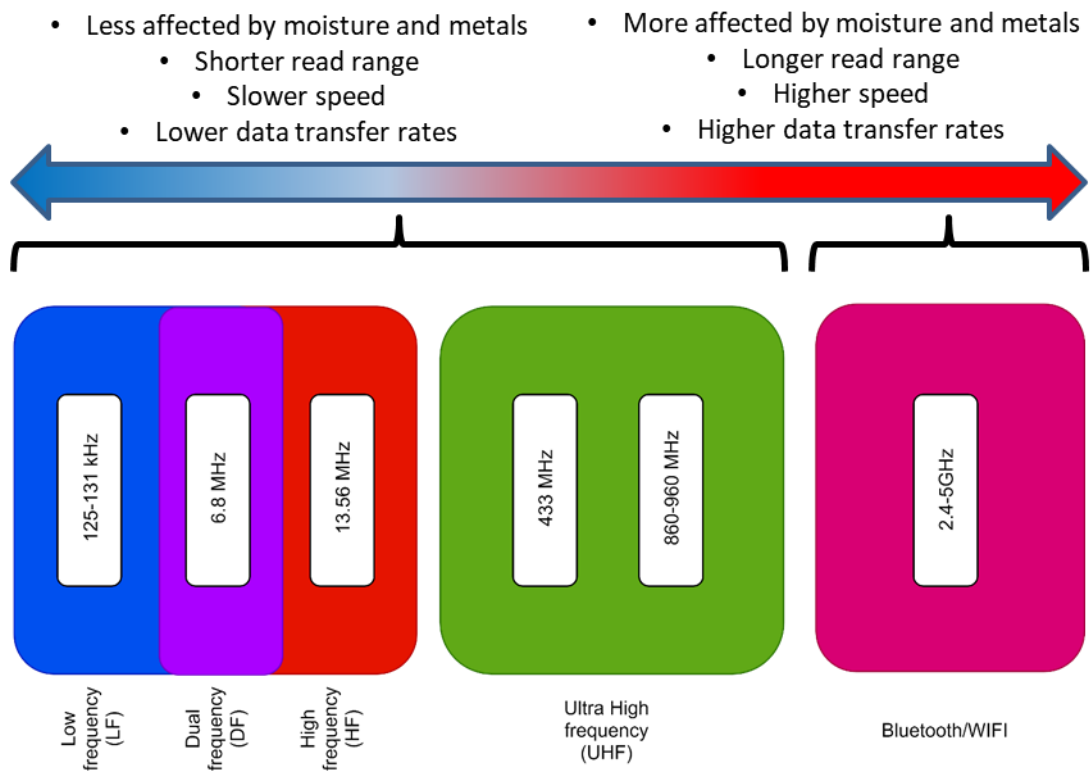 • Less affected by moisture and metals
• Shorter read range
• Slower speed
• Lower data transfer rates
• More affected by moisture and metals
• Longer read range
• Higher speed
• Higher data transfer rates
125-131 kHz
6.8 MHz
13.56 MHz
433 MHz
860-960 MHz
2.4-5GHz
Low
frequency
(LF)
Dual
frequency
(DF)
High
frequency
(HF)
Ultra High
frequency
(UHF)
Bluetooth/WIFI